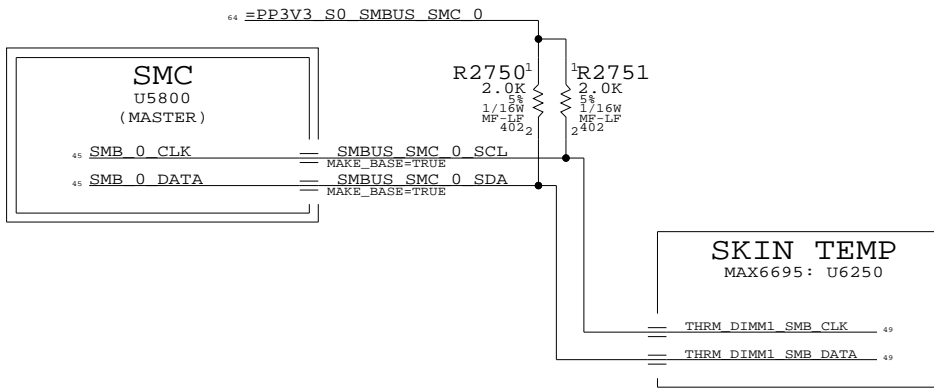 64 =PP3V3_S0_SMBUS_SMC_0
SMC
U5800
(MASTER)
R2750 1
2.0K
5%
1/16W
MF-LF
402 2
1 R2751
2.0K
5%
1/16W
MF-LF
2 402
45 SMB_0_CLK
SMBUS_SMC_0_SCL
MAKE_BASE=TRUE
45 SMB_0_DATA
SMBUS_SMC_0_SDA
MAKE_BASE=TRUE
SKIN TEMP
MAX6695: U6250
THRM_DIMM1_SMB_CLK 49
THRM_DIMM1_SMB_DATA 49